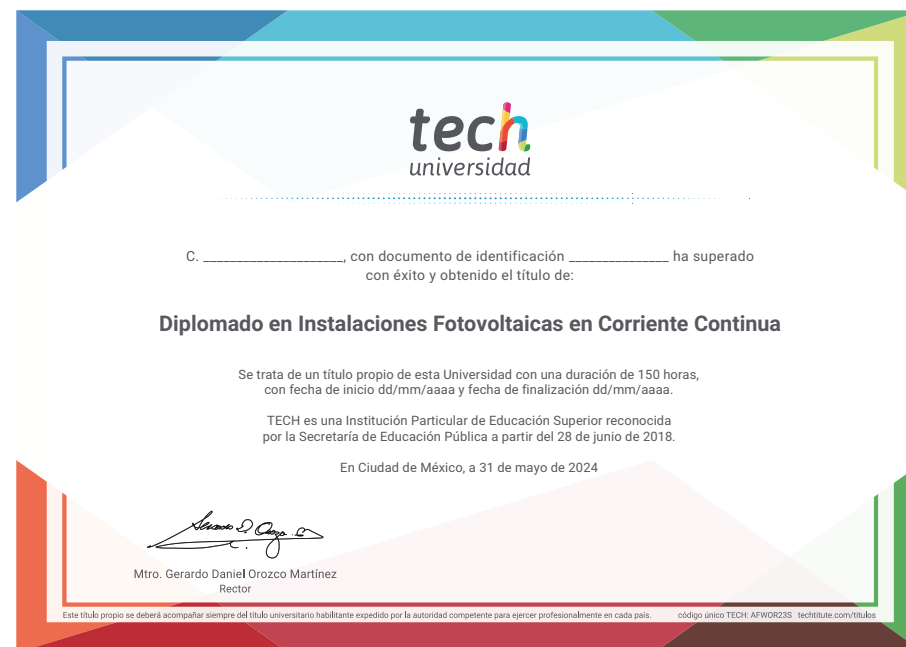 tech
universidad
C. _____________________, con documento de identificación _______________ ha superado
con éxito y obtenido el título de:
Diplomado en Instalaciones Fotovoltaicas en Corriente Continua
Se trata de un título propio de esta Universidad con una duración de 150 horas,
con fecha de inicio dd/mm/aaaa y fecha de finalización dd/mm/aaaa.
TECH es una Institución Particular de Educación Superior reconocida
por la Secretaría de Educación Pública a partir del 28 de junio de 2018.
En Ciudad de México, a 31 de mayo de 2024
Mtro. Gerardo Daniel Orozco Martínez
Rector
Este título propio se deberá acompañar siempre del título universitario habilitante expedido por la autoridad competente para ejercer profesionalmente en cada país. código único TECH: AFWOR23S techtitute.com/titulos